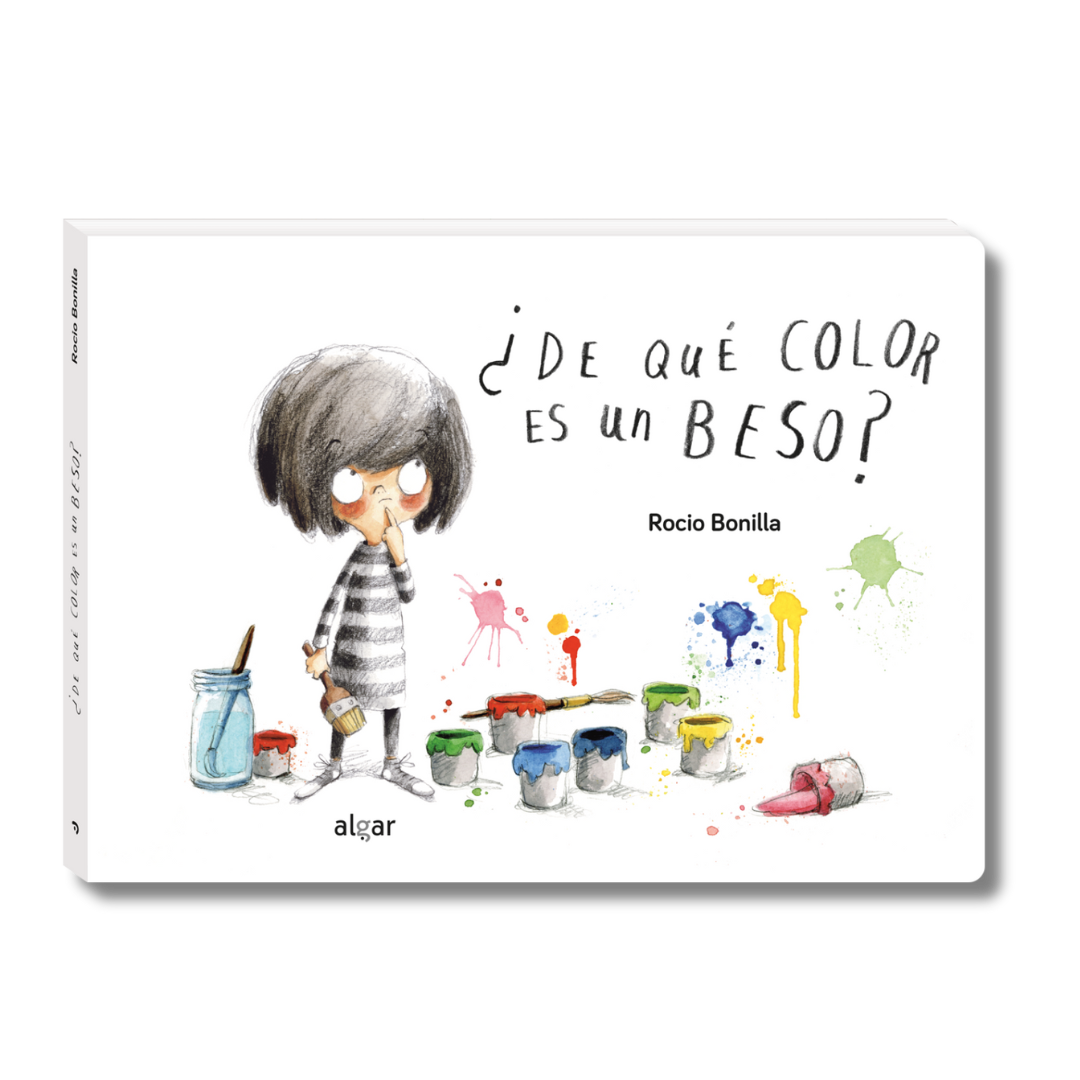 Rocio Bonilla
¿DE QUÉ COLOR ES un BESO?
¿DE QUÉ COLOR
ES un BESO?
Rocio Bonilla
algar